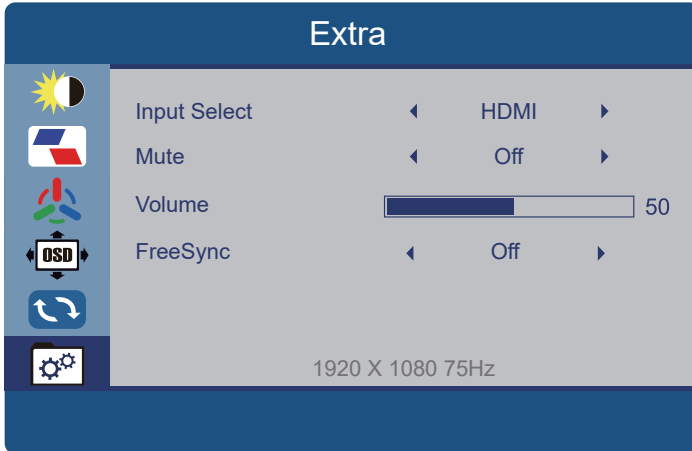 Extra
Input Select HDMI
Mute Off
Volume 50
OSD
FreeSync Off
1920 X 1080 75Hz